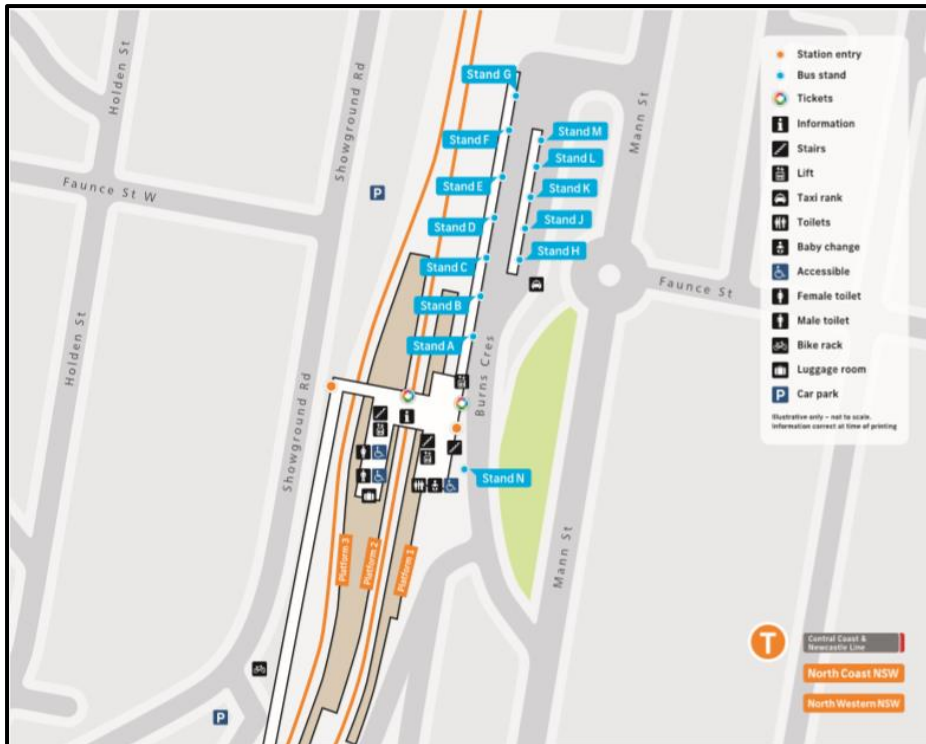 Holden St
Showground Rd
Mann St
Faunce St W
Stand G
Stand F
Stand M
Stand L
Stand E
Stand K
Stand D
Stand J
Stand C
Stand H
Faunce St
Stand B
Stand A
Holden St
Showground Rd
Burns Cres
Stand N
Platform 3
Platform 2
Platform 1
Mann St
P
P
Station entry
Bus stand
Tickets
Information
Stairs
Lift
Taxi rank
Toilets
Baby change
Accessible
Female toilet
Male toilet
Bike rack
Luggage room
P Car park
Illustrative only – not to scale.
Information correct at time of printing
T
Central Coast &
Newcastle Line
North Coast NSW
North Western NSW